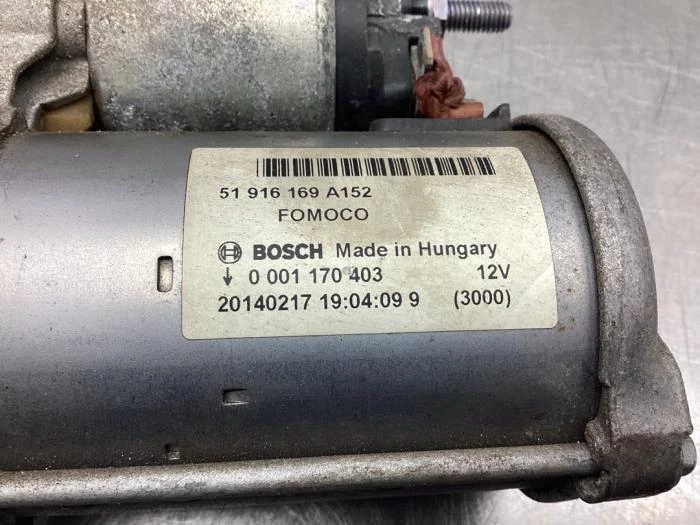 51 916 169 A152
FOMOCO
BOSCH Made in Hungary
0 001 170 403 12V
20140217 19:04:09 9 (3000)